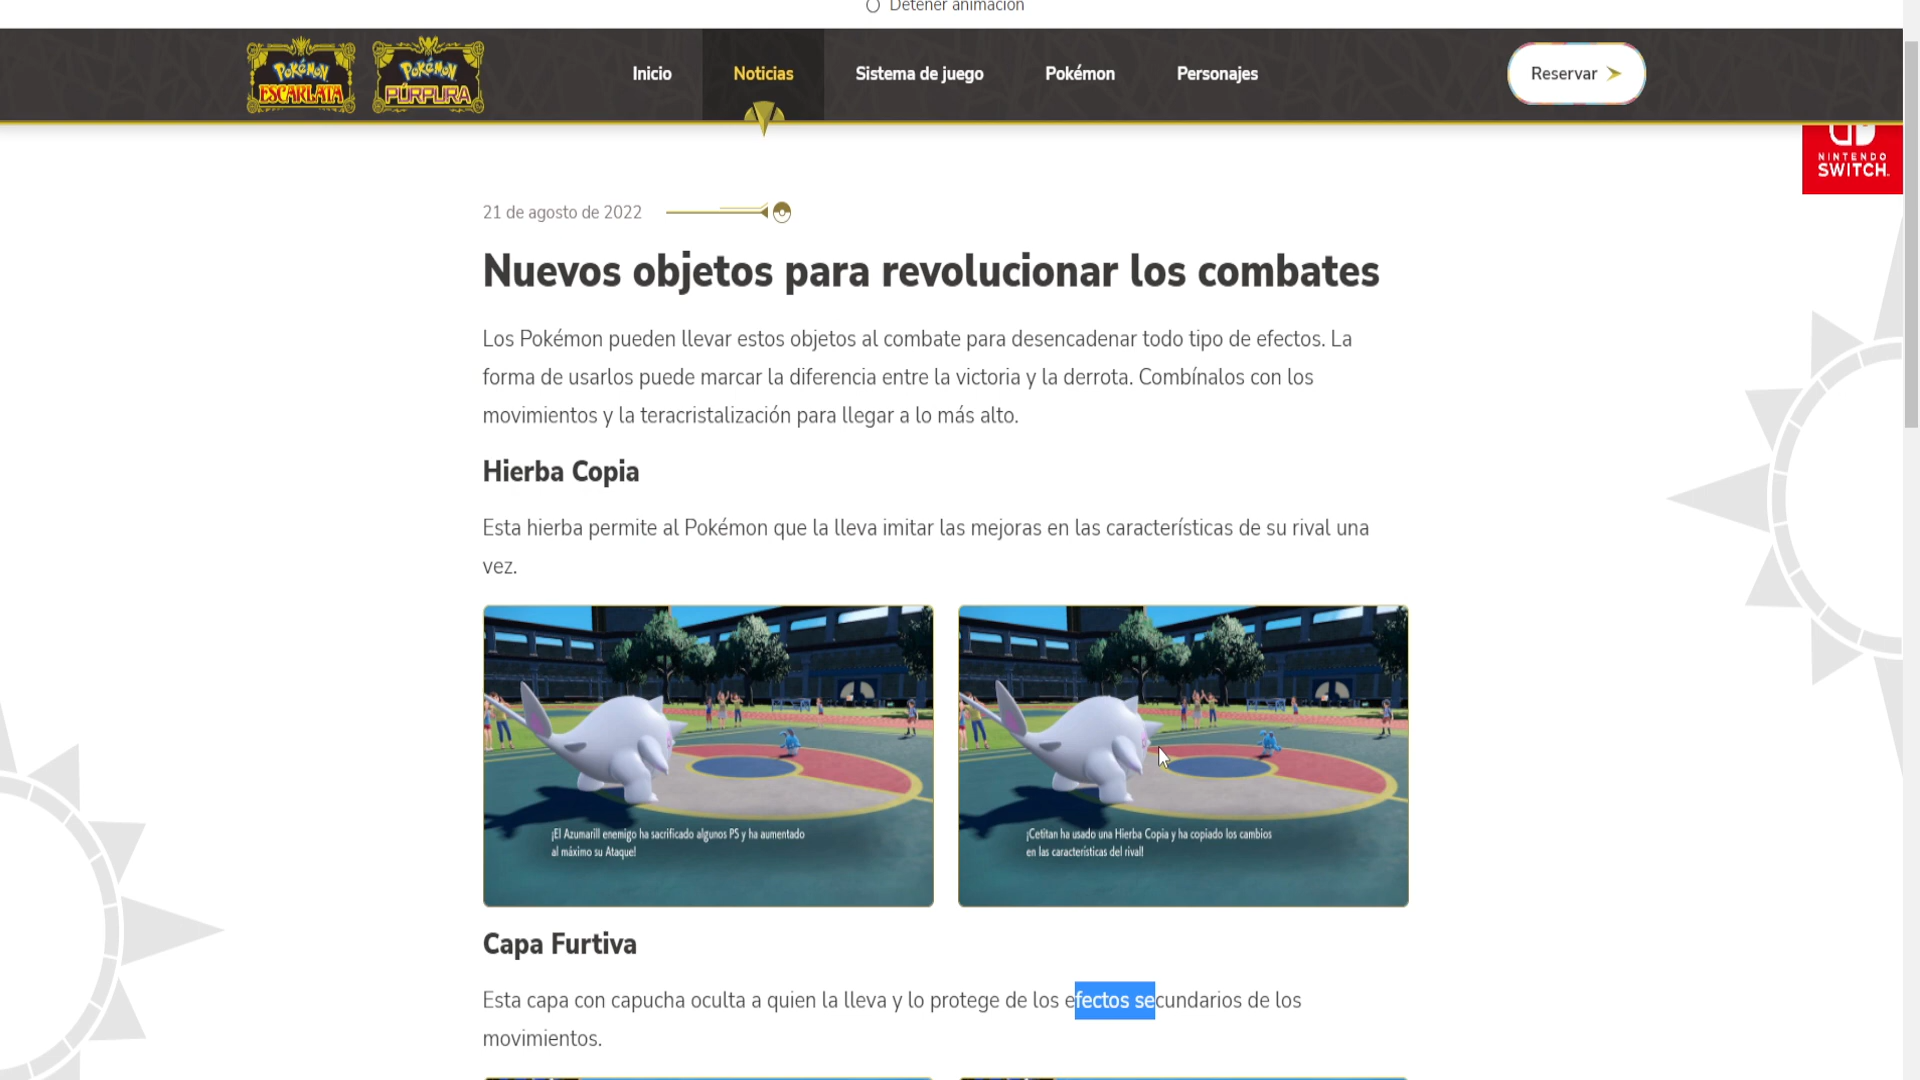 Detener animación
Pokémon ESCARLATA
Pokémon PÚRPURA
Inicio
Noticias
Sistema de juego
Pokémon
Personajes
Reservar
NINTENDO
SWITCH
21 de agosto de 2022
Nuevos objetos para revolucionar los combates
Los Pokémon pueden llevar estos objetos al combate para desencadenar todo tipo de efectos. La
forma de usarlos puede marcar la diferencia entre la victoria y la derrota. Combínalos con los
movimientos y la teracristalización para llegar a lo más alto.
Hierba Copia
Esta hierba permite al Pokémon que la lleva imitar las mejoras en las características de su rival una
vez.
¡El Azumarill enemigo ha sacrificado algunos PS y ha aumentado
al máximo su Ataque!
¡Cetitan ha usado una Hierba Copia y ha copiado los cambios
en las características del rival!
Capa Furtiva
Esta capa con capucha oculta a quien la lleva y lo protege de los efectos secundarios de los
movimientos.